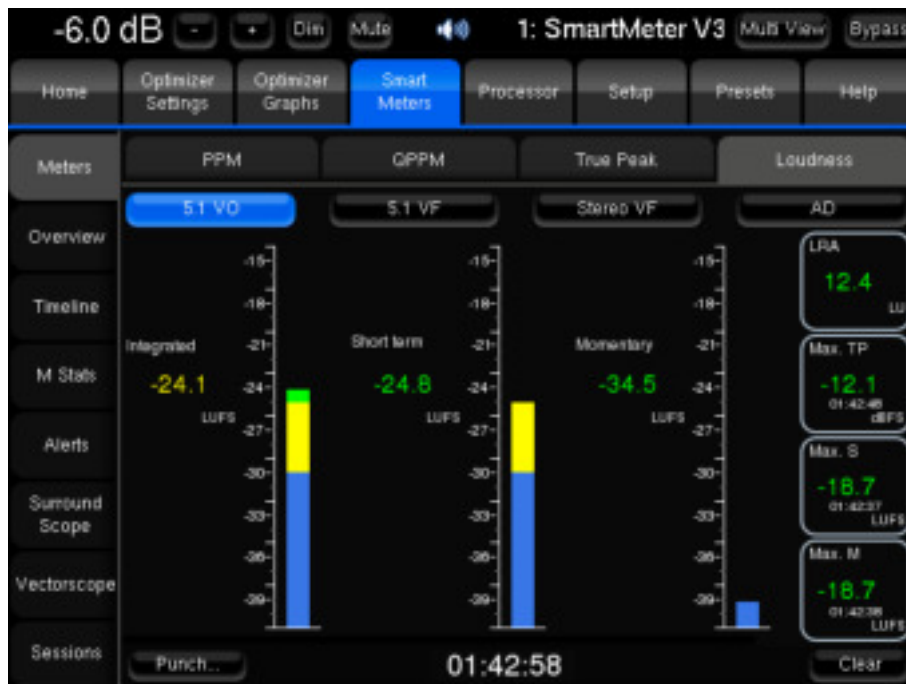 -6.0 dB - + Dim Mute 1: SmartMeter V3 Multi View Bypass
Home Optimizer Settings Optimizer Graphs Smart Meters Processor Setup Presets Help
Meters PPM QPPM True Peak Loudness
5.1 VO 5.1 VF Stereo VF AD
Overview
Timeline
M Stats
Alerts
Surround Scope
Vectorscope
Sessions
Integrated
-24.1
LUFS
-15
-18
-21
-24
-27
-30
-33
-36
-39
Short term
-24.8
LUFS
-15
-18
-21
-24
-27
-30
-33
-36
-39
Momentary
-34.5
LUFS
-15
-18
-21
-24
-27
-30
-33
-36
-39
LRA
12.4
LU
Max. TP
-12.1
01:42:48
dBFS
Max. S
-18.7
01:42:37
LUFS
Max. M
-18.7
01:42:38
LUFS
Punch... 01:42:58 Clear